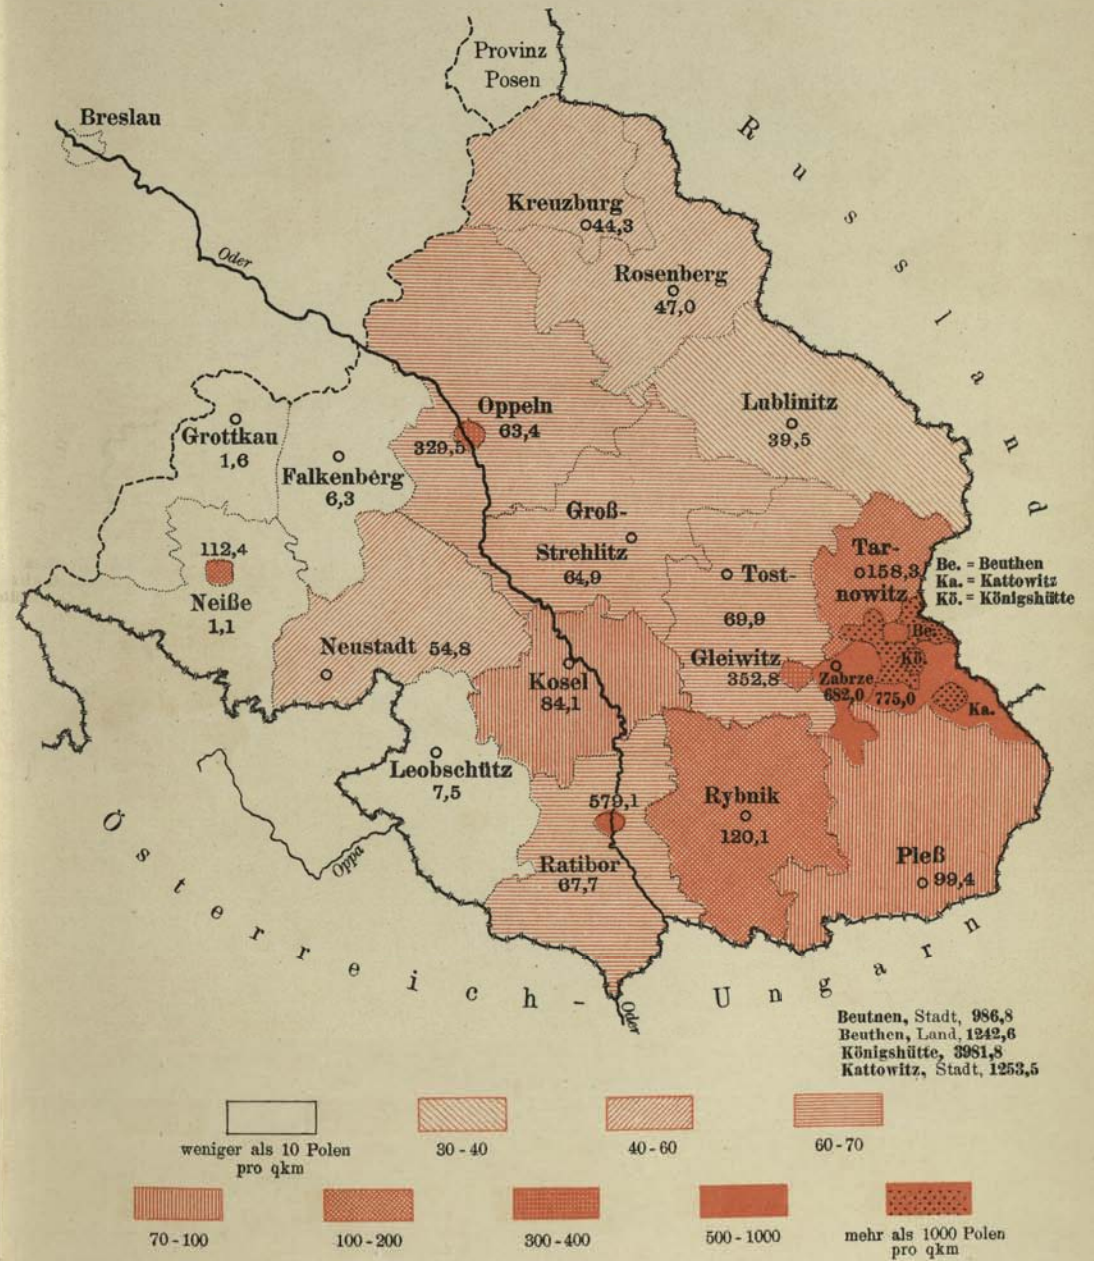 Provinz
Posen
Breslau
Russland
Kreuzburg
44,3
Oder
Rosenberg
47,0
Lublinitz
39,5
Oppeln
63,4
329,5
Grottkau
1,6
Falkenberg
6,3
Groß-
Strehlitz
64,9
112,4
Neiße
1,1
Tar-
158,3
nowitz
Be. = Beuthen
Ka. = Kattowitz
Kö. = Königshütte
Tost-
69,9
Gleiwitz
352,8
Be.
Kö.
Zabrze
682,0
775,0
Ka.
Neustadt 54,8
Kosel
84,1
Leobschütz
7,5
579,1
Ratibor
67,7
Rybnik
120,1
Pleß
99,4
Oppa
Österreich-Ungarn
Oder
Beutnen, Stadt, 986,8
Beuthen, Land, 1242,6
Königshütte, 3981,8
Kattowitz, Stadt, 1253,5
weniger als 10 Polen
pro qkm
30-40
40-60
60-70
70-100
100-200
300-400
500-1000
mehr als 1000 Polen
pro qkm